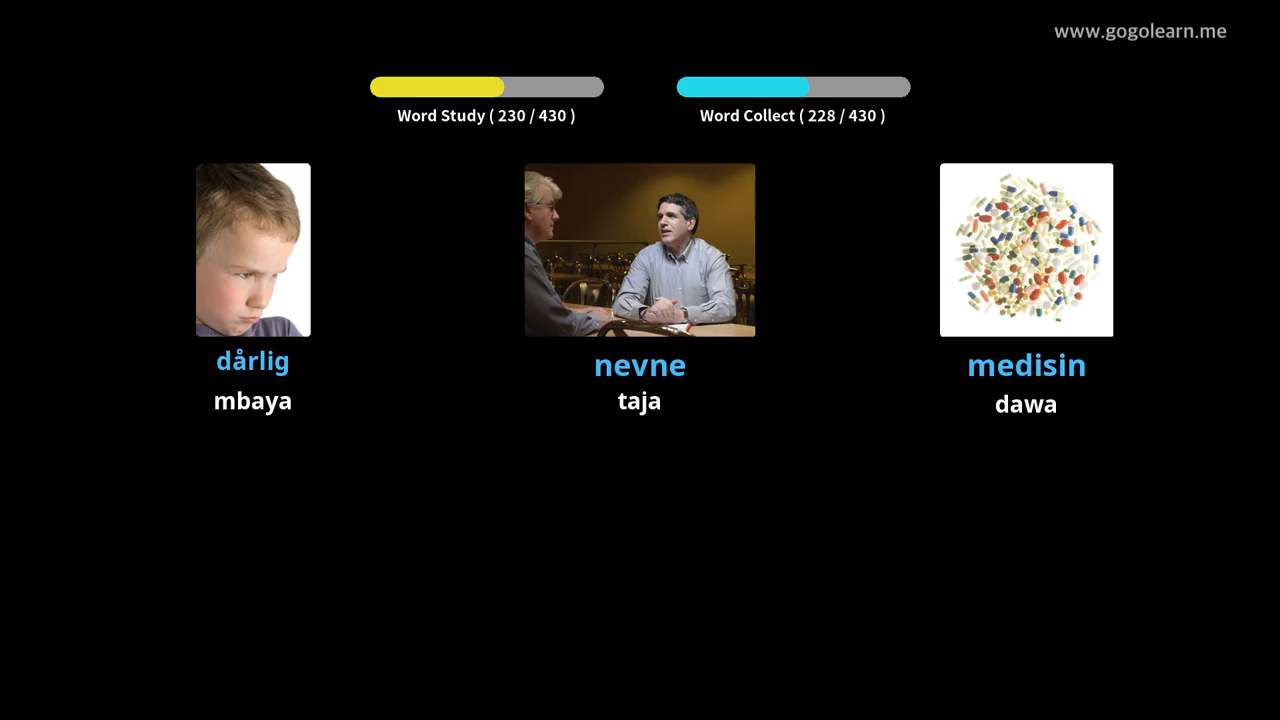 www.gogolearn.me
Word Study ( 230 / 430 )
Word Collect ( 228 / 430 )
dårlig
mbaya
nevne
taja
medisin
dawa